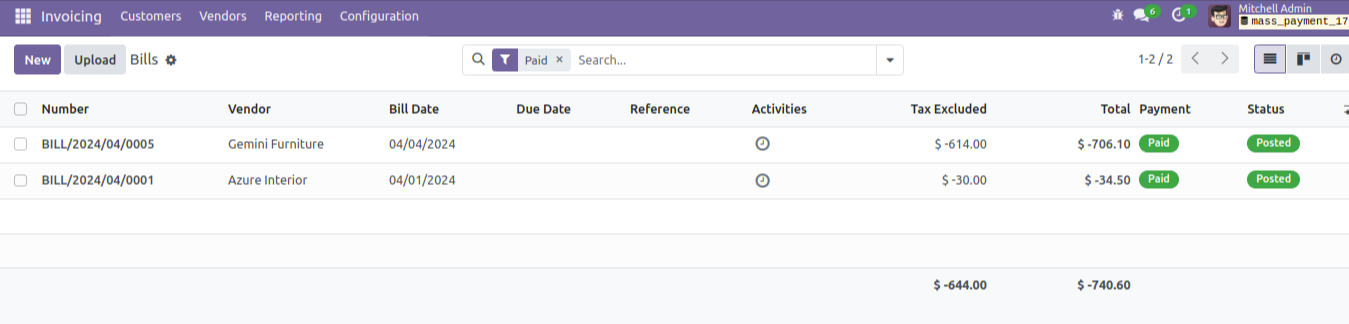 Invoicing Customers Vendors Reporting Configuration 6 1 Mitchell Admin
mass_payment_17
New Upload Bills Paid × Search... 1-2 / 2
Number Vendor Bill Date Due Date Reference Activities Tax Excluded Total Payment Status
BILL/2024/04/0005 Gemini Furniture 04/04/2024 $ -614.00 $ -706.10 Paid Posted
BILL/2024/04/0001 Azure Interior 04/01/2024 $ -30.00 $ -34.50 Paid Posted
$ -644.00 $ -740.60